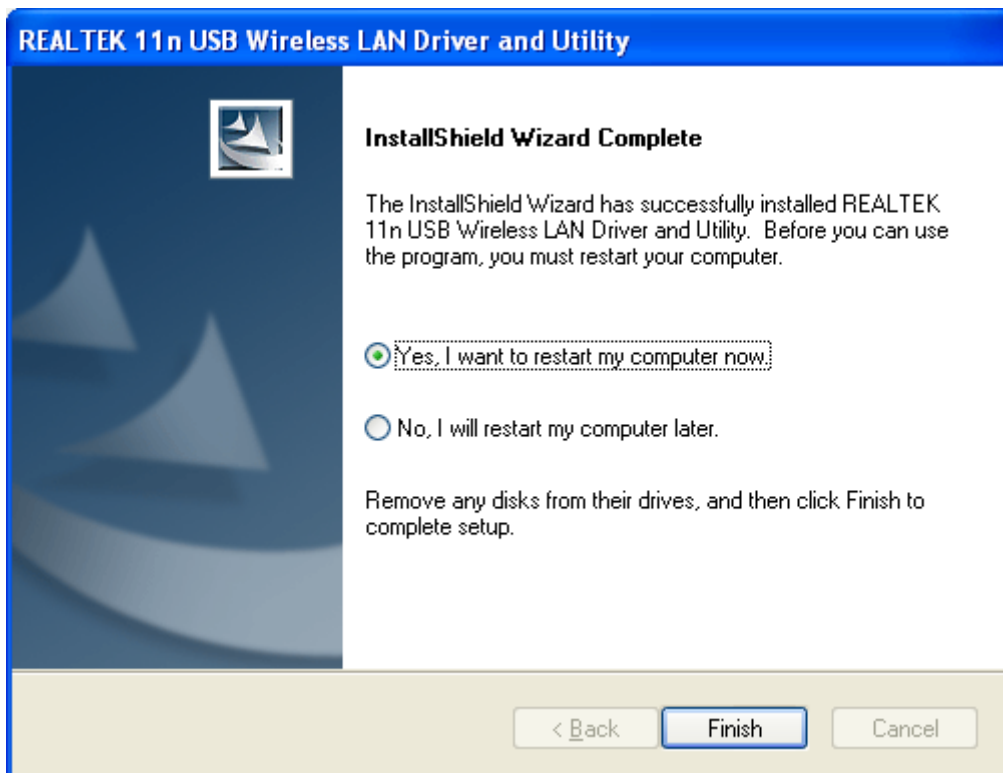 REALTEK 11n USB Wireless LAN Driver and Utility
InstallShield Wizard Complete
The InstallShield Wizard has successfully installed REALTEK
11n USB Wireless LAN Driver and Utility.  Before you can use
the program, you must restart your computer.
Yes, I want to restart my computer now.
No, I will restart my computer later.
Remove any disks from their drives, and then click Finish to
complete setup.
< Back
Finish
Cancel